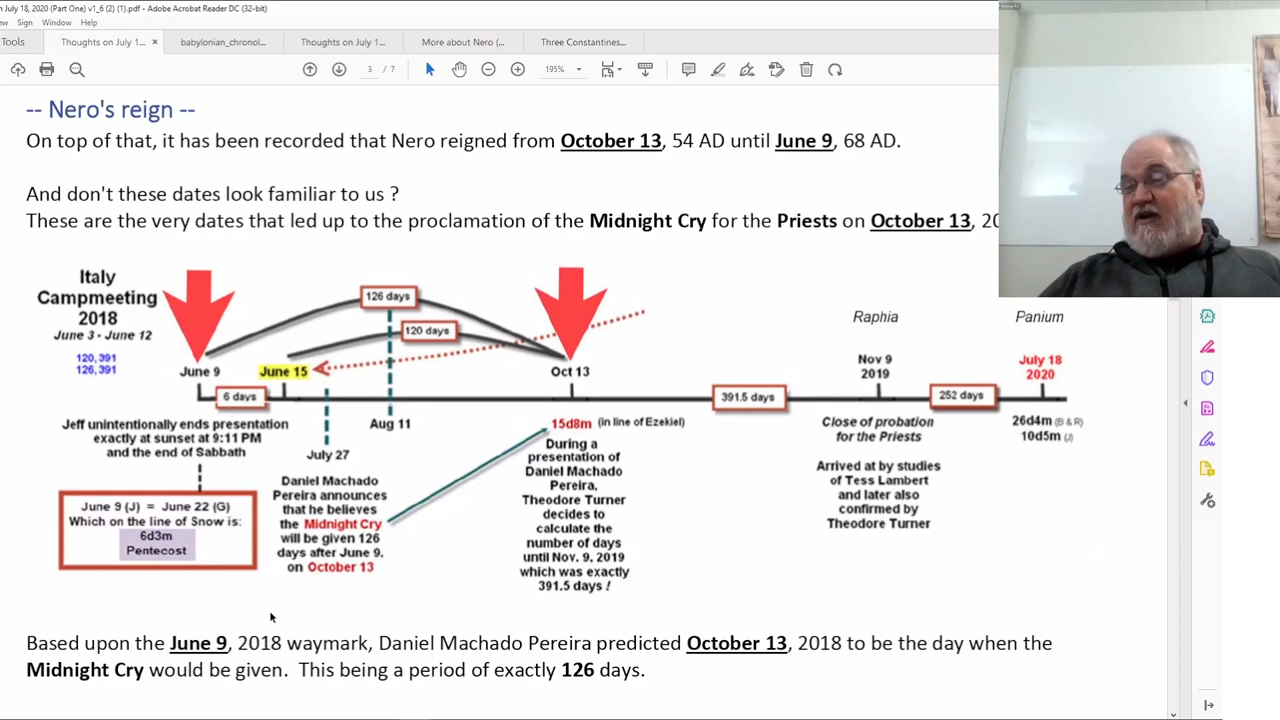 n July 18, 2020 (Part One) v1_6 (2) (1).pdf - Adobe Acrobat Reader DC (32-bit)
Sign Window Help
Tools Thoughts on July 1... × babylonian_chronol... Thoughts on July 1... More about Nero (... Three Constantines...
3 / 7 195%
-- Nero's reign --
On top of that, it has been recorded that Nero reigned from October 13, 54 AD until June 9, 68 AD.
And don't these dates look familiar to us ?
These are the very dates that led up to the proclamation of the Midnight Cry for the Priests on October 13, 20
Italy
Campmeeting
2018
June 3 - June 12
120,391
126,391
126 days
120 days
June 9
June 15
Oct 13
Raphia
Nov 9
2019
Panium
July 18
2020
6 days
391.5 days
252 days
Jeff unintentionally ends presentation
exactly at sunset at 9:11 PM
and the end of Sabbath
June 9 (J) = June 22 (G)
Which on the line of Snow is:
6d3m
Pentecost
July 27
Daniel Machado
Pereira announces
that he believes
the Midnight Cry
will be given 126
days after June 9,
on October 13
Aug 11
15d8m (in line of Ezekiel)
During a
presentation of
Daniel Machado
Pereira,
Theodore Turner
decides to
calculate the
number of days
until Nov. 9, 2019
which was exactly
391.5 days !
Close of probation
for the Priests
Arrived at by studies
of Tess Lambert
and later also
confirmed by
Theodore Turner
26d4m (B & R)
10d5m (J)
Based upon the June 9, 2018 waymark, Daniel Machado Pereira predicted October 13, 2018 to be the day when the
Midnight Cry would be given. This being a period of exactly 126 days.